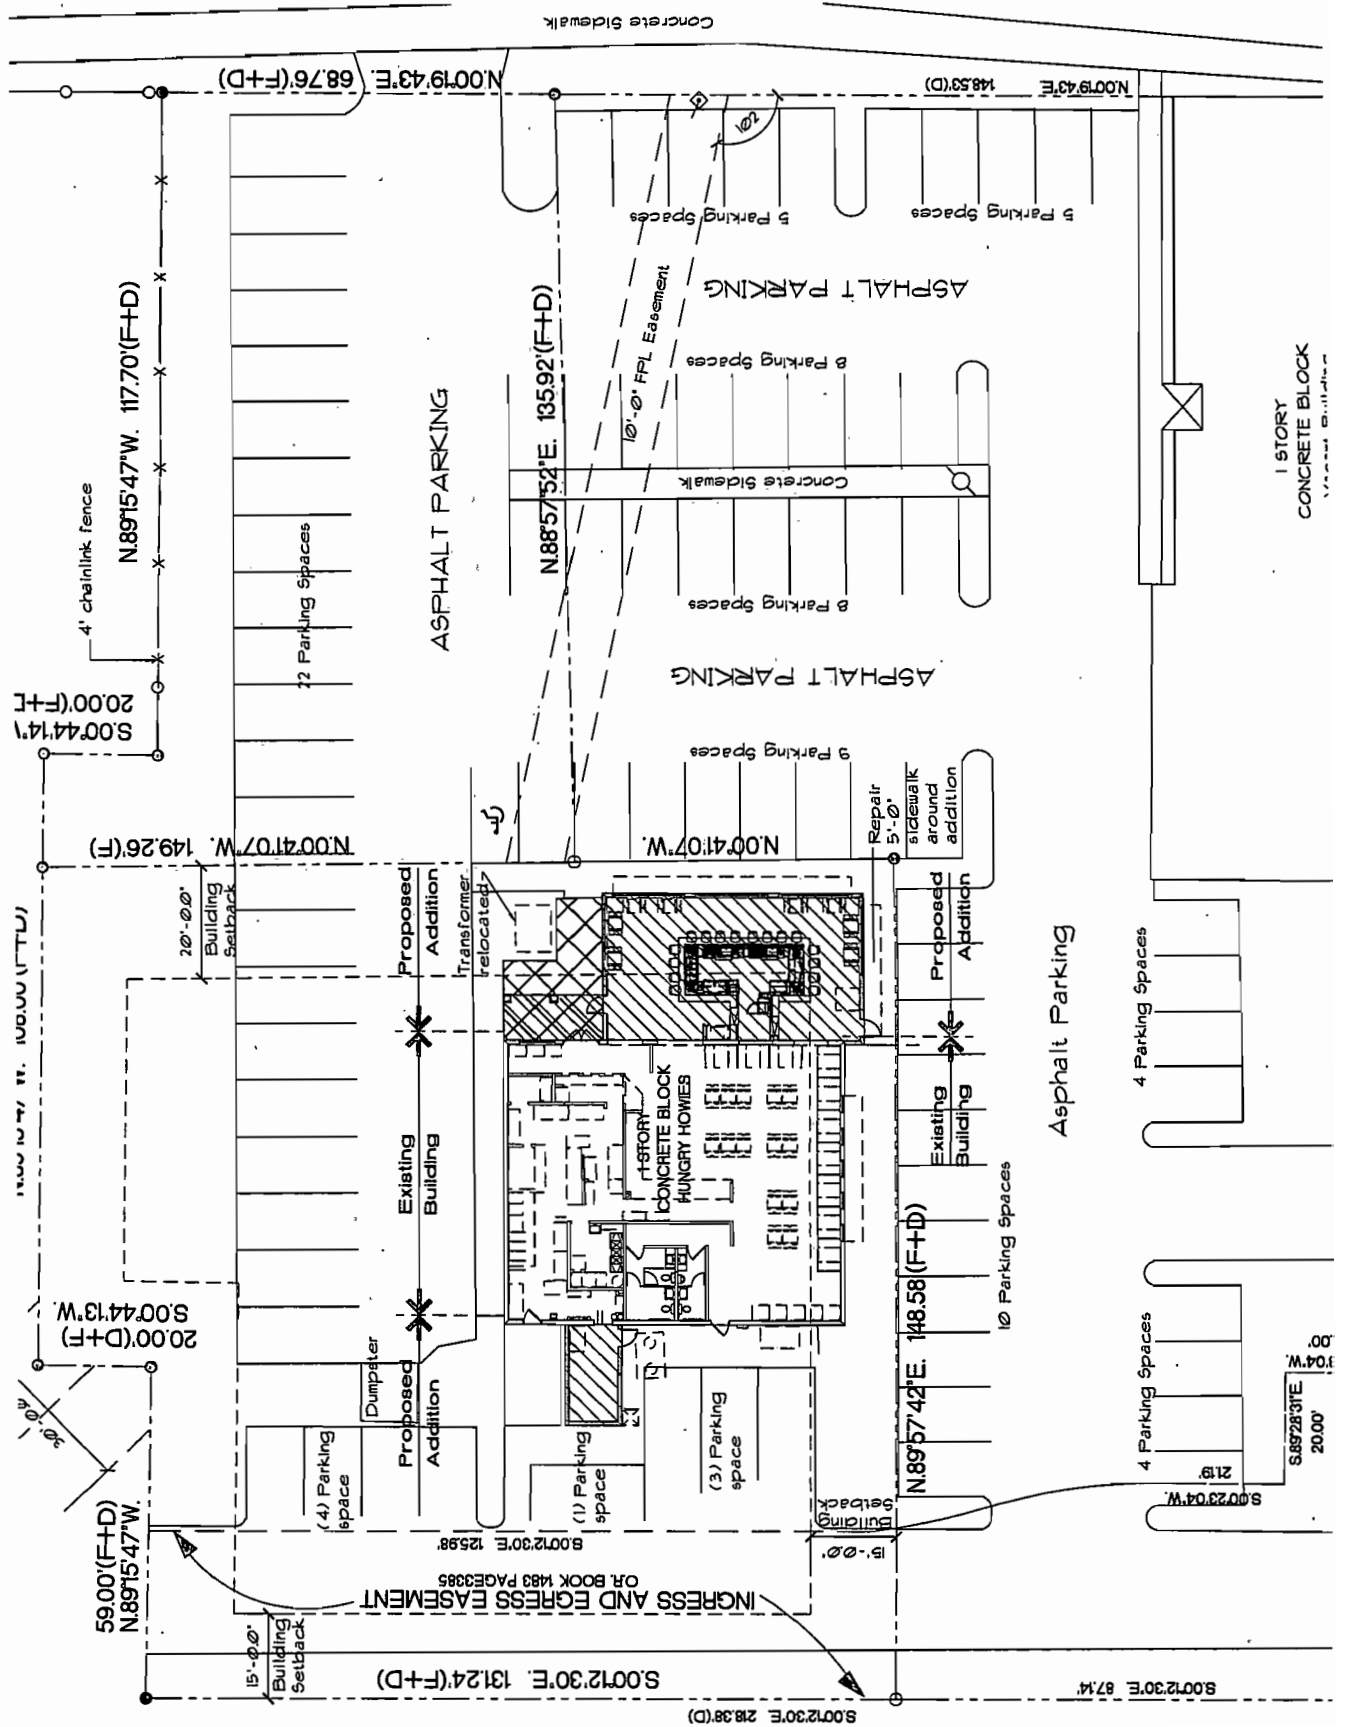 Concrete Sidewalk
N.00°19'43"E. 68.76'(F+D)
N.00°19'43"E 148.53(D)
102
5 Parking Spaces
5 Parking Spaces
N.89°15'47"W. 117.70'(F+D)
4' chainlink fence
22 Parking Spaces
ASPHALT PARKING
N.88°57'52"E. 135.92'(F+D)
10'-0" FPL Easement
ASPHALT PARKING
8 Parking Spaces
Concrete Sidewalk
8 Parking Spaces
ASPHALT PARKING
9 Parking Spaces
1 STORY
CONCRETE BLOCK
S.00°44'14"
20.00'(F+D
N.00°41'07"W. 149.26'(F)
N.00°41'07"W.
20'-0.0"
Building
Setback
Proposed
Addition
Transformer
relocated
Repair
5'-0"
sidewalk
around
addition
Proposed
Addition
Asphalt Parking
4 Parking Spaces
Existing
Building
1 STORY
CONCRETE BLOCK
HUNGRY HOWIES
Existing
Building
10 Parking Spaces
N.89°57'42"E. 148.58'(F+D)
S.00°44'13"W.
20.00'(D+F)
30'-0"
Dumpster
Proposed
Addition
(4) Parking
space
(1) Parking
space
(3) Parking
space
Building
Setback
15'-0.0"
4 Parking Spaces
S.00°23'04"W. 21.19'
S.89°28'31"E.
20.00'
3'04"W.
.00'
59.00'(F+D)
N.89°15'47"W.
S.00°12'30"E. 125.98'
INGRESS AND EGRESS EASEMENT
O.R. BOOK 1483 PAGE3385
15'-0.0"
Building
Setback
S.00°12'30"E. 131.24'(F+D)
S.00°12'30"E. 87.14'
S.00°12'30"E. 218.38'(D)